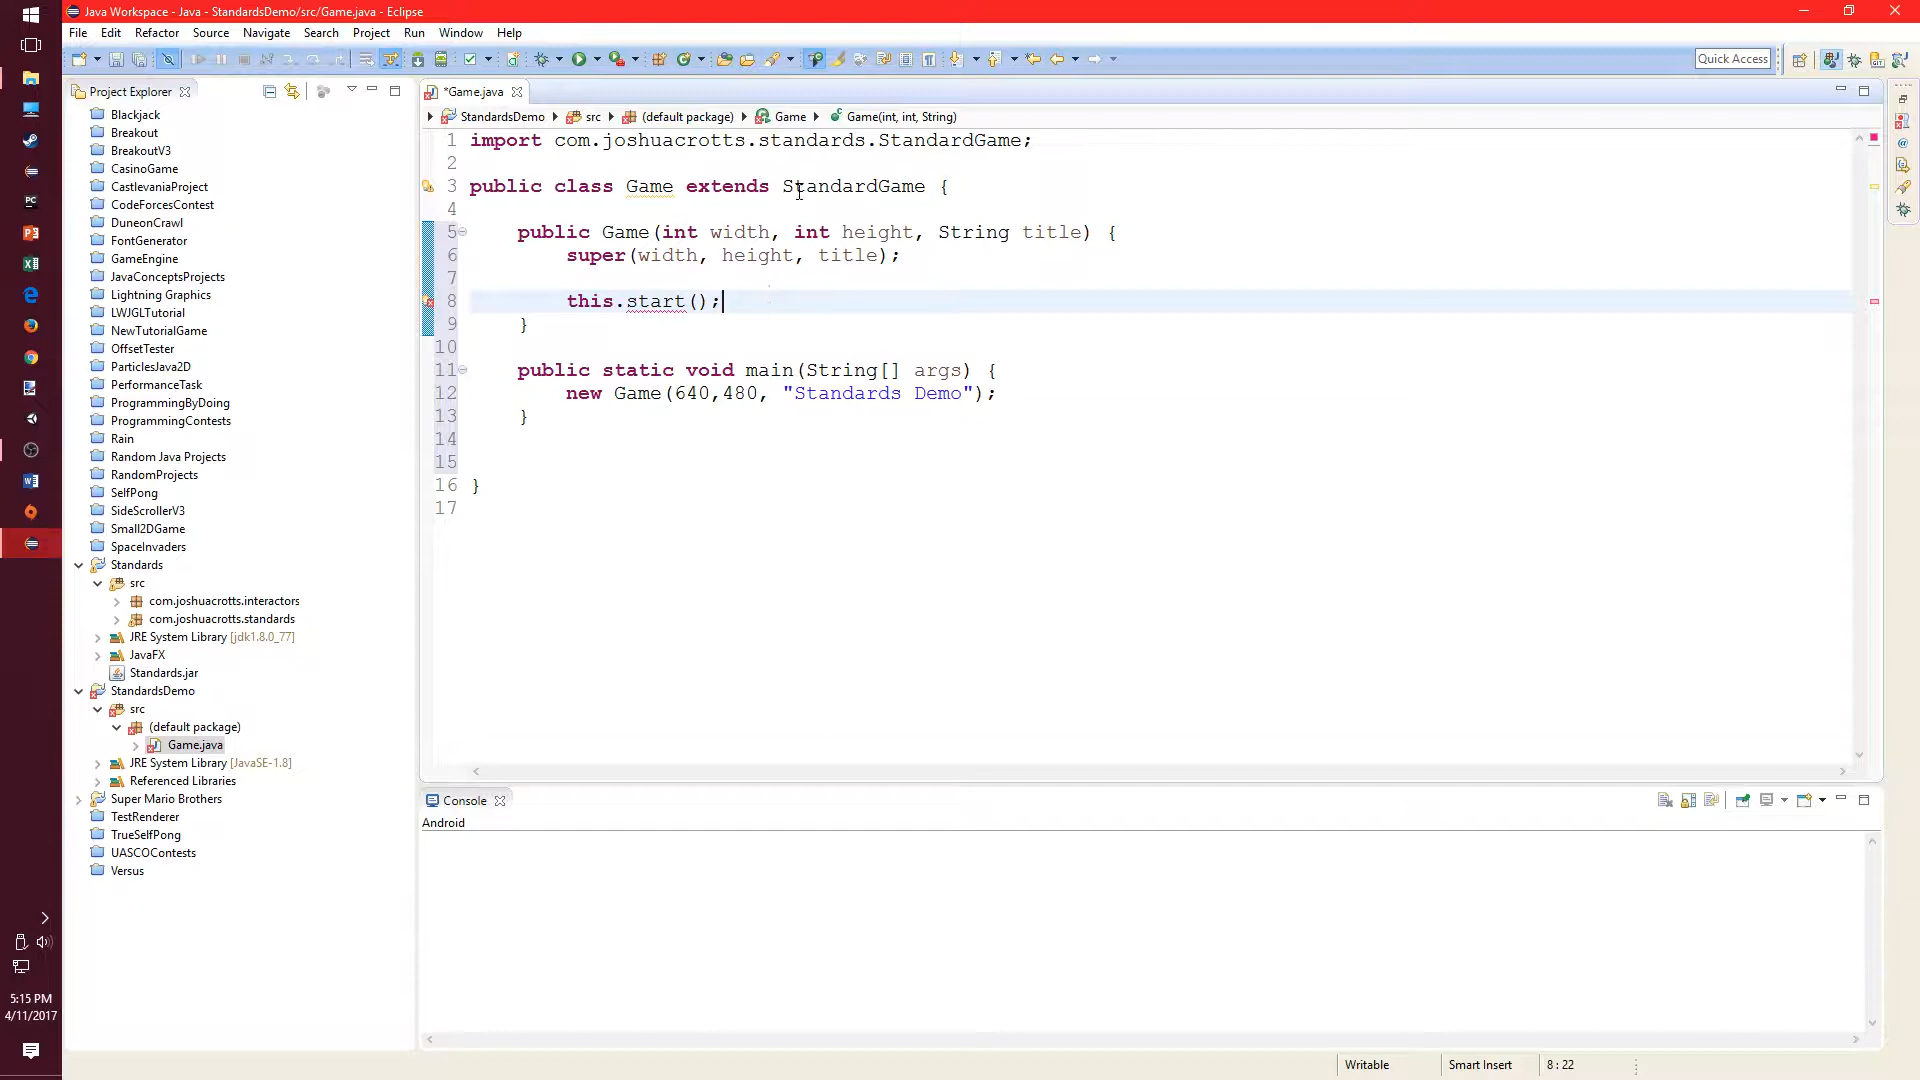 Java Workspace - Java - StandardsDemo/src/Game.java - Eclipse
File Edit Refactor Source Navigate Search Project Run Window Help
Quick Access
Project Explorer
Blackjack
Breakout
BreakoutV3
CasinoGame
CastlevaniaProject
CodeForcesContest
DuneonCrawl
FontGenerator
GameEngine
JavaConceptsProjects
Lightning Graphics
LWJGLTutorial
NewTutorialGame
OffsetTester
ParticlesJava2D
PerformanceTask
ProgrammingByDoing
ProgrammingContests
Rain
Random Java Projects
RandomProjects
SelfPong
SideScrollerV3
Small2DGame
SpaceInvaders
Standards
src
com.joshuacrotts.interactors
com.joshuacrotts.standards
JRE System Library [jdk1.8.0_77]
JavaFX
Standards.jar
StandardsDemo
src
(default package)
Game.java
JRE System Library [JavaSE-1.8]
Referenced Libraries
Super Mario Brothers
TestRenderer
TrueSelfPong
UASCOContests
Versus
*Game.java
StandardsDemo src (default package) Game Game(int, int, String)
1 import com.joshuacrotts.standards.StandardGame;
2
3 public class Game extends StandardGame {
4
5 public Game(int width, int height, String title) {
6 super(width, height, title);
7
8 this.start();
9 }
10
11 public static void main(String[] args) {
12 new Game(640,480, "Standards Demo");
13 }
14
15
16 }
17
Console
Android
Writable Smart Insert 8 : 22
PC
5:15 PM
4/11/2017